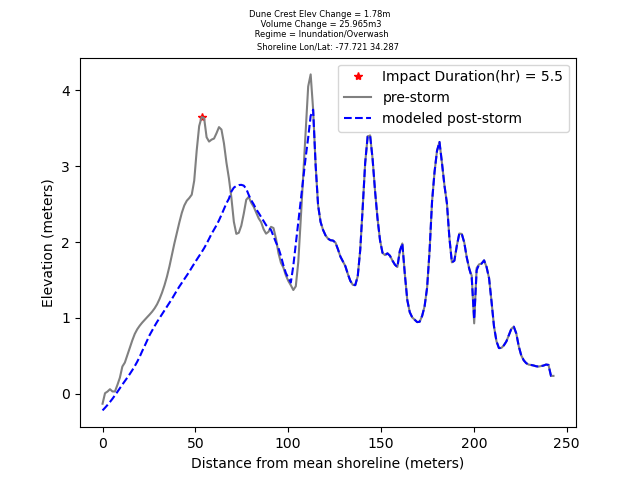 Dune Crest Elev Change = 1.78m
Volume Change = 25.965m3
Regime = Inundation/Overwash
Shoreline Lon/Lat: -77.721 34.287
Impact Duration(hr) = 5.5
pre-storm
modeled post-storm
Elevation (meters)
4
3
2
1
0
0 50 100 150 200 250
Distance from mean shoreline (meters)